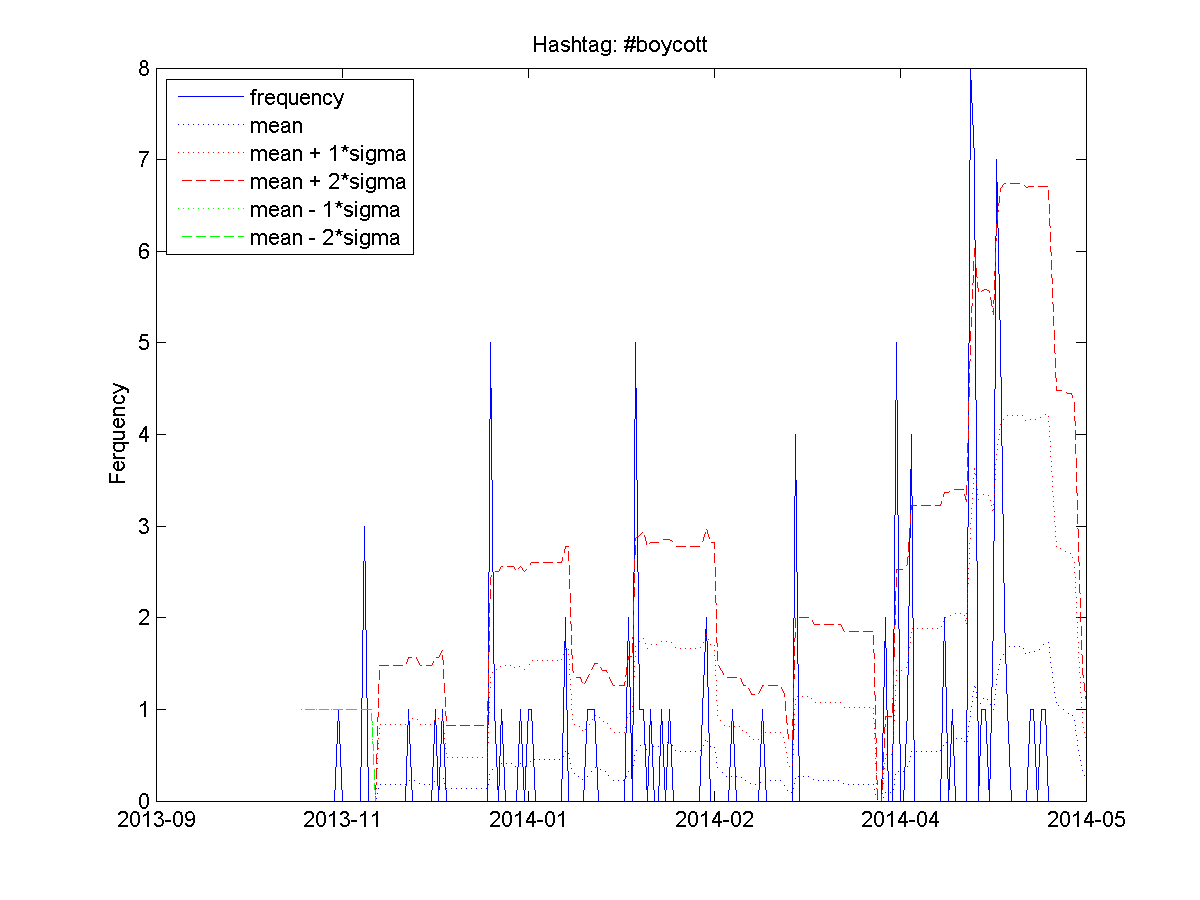 Hashtag: #boycott
8
7
6
5
4
3
2
1
0
Ferquency
frequency
mean
mean + 1*sigma
mean + 2*sigma
mean - 1*sigma
mean - 2*sigma
2013-09 2013-11 2014-01 2014-02 2014-04 2014-05